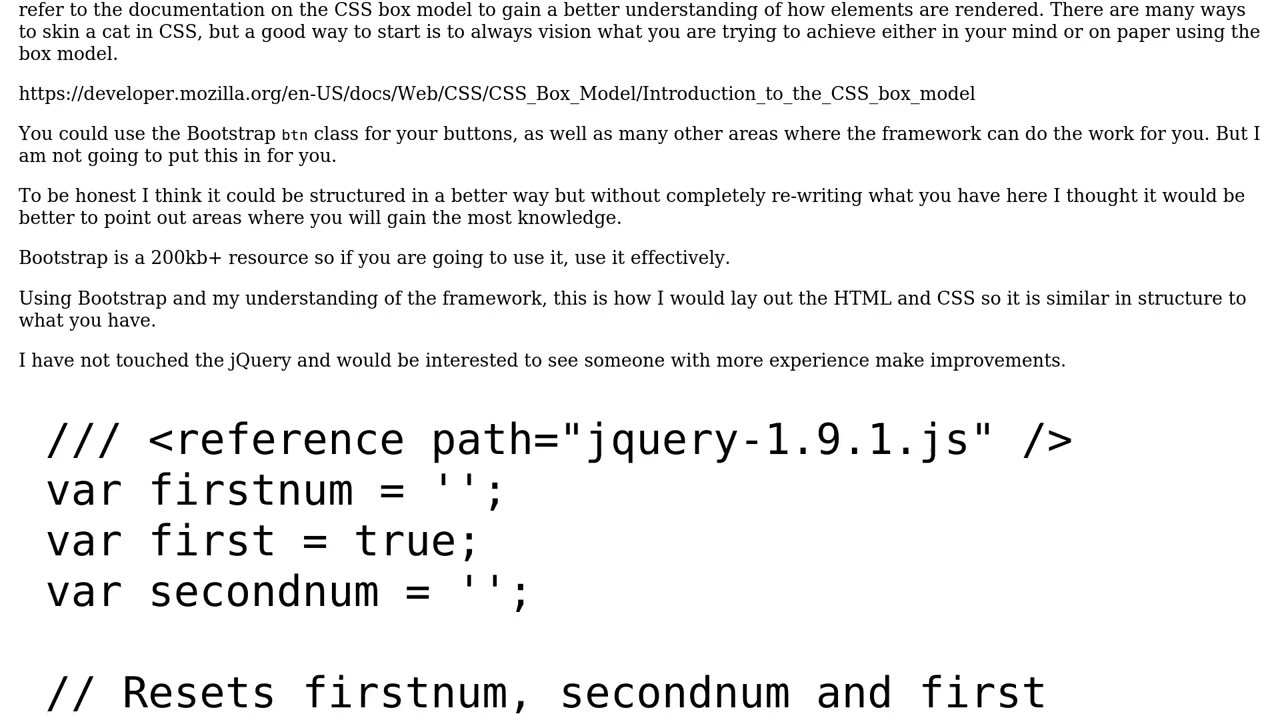 refer to the documentation on the CSS box model to gain a better understanding of how elements are rendered. There are many ways
to skin a cat in CSS, but a good way to start is to always vision what you are trying to achieve either in your mind or on paper using the
box model.
https://developer.mozilla.org/en-US/docs/Web/CSS/CSS_Box_Model/Introduction_to_the_CSS_box_model
You could use the Bootstrap btn class for your buttons, as well as many other areas where the framework can do the work for you. But I
am not going to put this in for you.
To be honest I think it could be structured in a better way but without completely re-writing what you have here I thought it would be
better to point out areas where you will gain the most knowledge.
Bootstrap is a 200kb+ resource so if you are going to use it, use it effectively.
Using Bootstrap and my understanding of the framework, this is how I would lay out the HTML and CSS so it is similar in structure to
what you have.
I have not touched the jQuery and would be interested to see someone with more experience make improvements.
/// <reference path="jquery-1.9.1.js" />
var firstnum = '';
var first = true;
var secondnum = '';
// Resets firstnum, secondnum and first